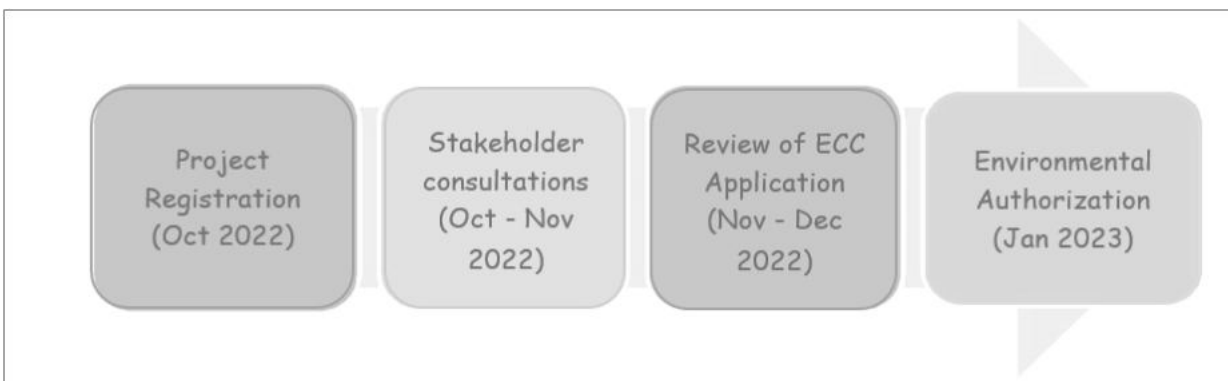 Project
Registration
(Oct 2022)
Stakeholder
consultations
(Oct - Nov
2022)
Review of ECC
Application
(Nov - Dec
2022)
Environmental
Authorization
(Jan 2023)